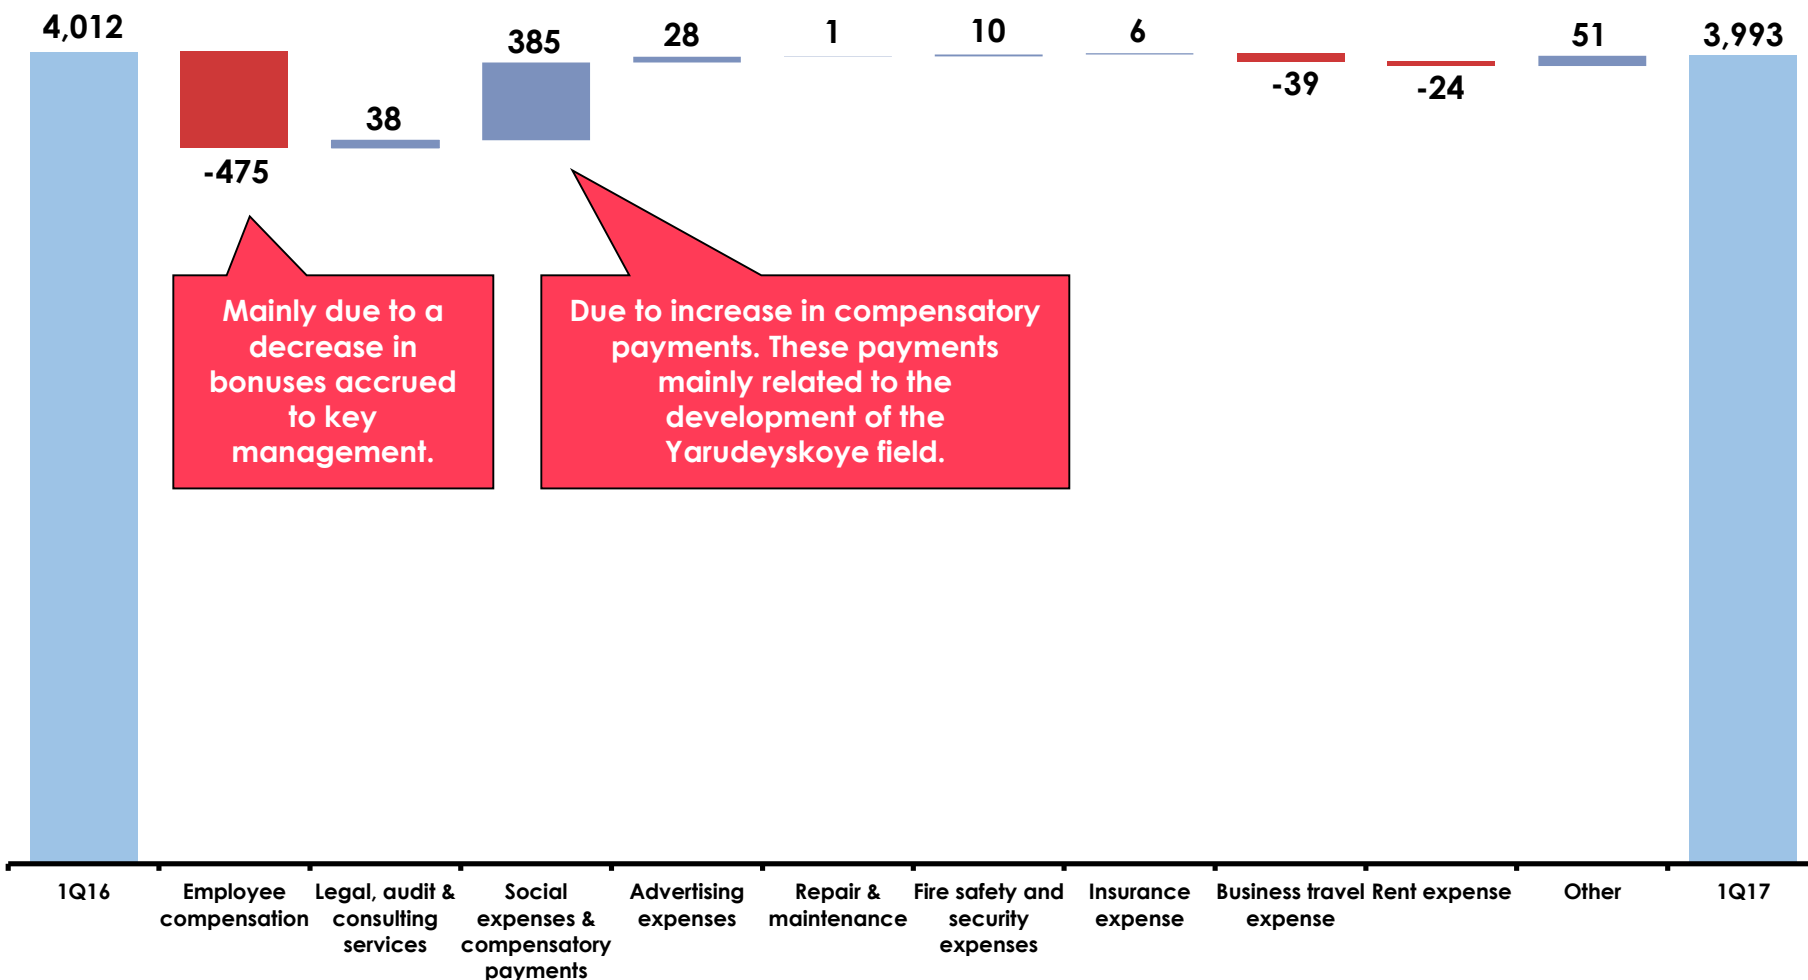 4,012
-475
38
385
28
1
10
6
-39
-24
51
3,993
Mainly due to a
decrease in
bonuses accrued
to key
management.
Due to increase in compensatory
payments. These payments
mainly related to the
development of the
Yarudeyskoye field.
1Q16
Employee
compensation
Legal, audit &
consulting
services
Social
expenses &
compensatory
payments
Advertising
expenses
Repair &
maintenance
Fire safety and
security
expenses
Insurance
expense
Business travel
expense
Rent expense
Other
1Q17